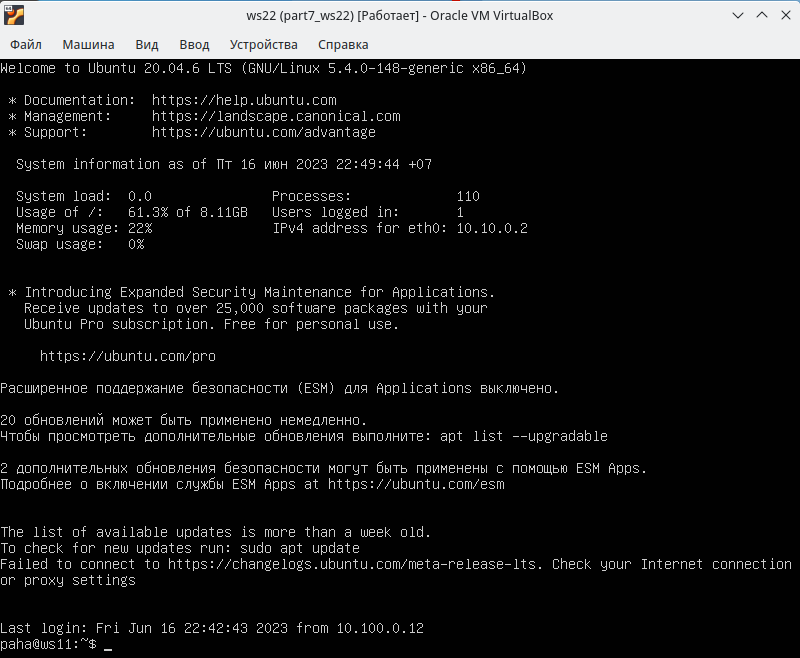 ws22 (part7_ws22) [Работает] - Oracle VM VirtualBox
Файл Машина Вид Ввод Устройства Справка
Welcome to Ubuntu 20.04.6 LTS (GNU/Linux 5.4.0-148-generic x86_64)
* Documentation: https://help.ubuntu.com
* Management: https://landscape.canonical.com
* Support: https://ubuntu.com/advantage
System information as of Пт 16 июн 2023 22:49:44 +07
System load: 0.0 Processes: 110
Usage of /: 61.3% of 8.11GB Users logged in: 1
Memory usage: 22% IPv4 address for eth0: 10.10.0.2
Swap usage: 0%
* Introducing Expanded Security Maintenance for Applications.
Receive updates to over 25,000 software packages with your
Ubuntu Pro subscription. Free for personal use.
https://ubuntu.com/pro
Расширенное поддержание безопасности (ESM) для Applications выключено.
20 обновлений может быть применено немедленно.
Чтобы просмотреть дополнительные обновления выполните: apt list --upgradable
2 дополнительных обновления безопасности могут быть применены с помощью ESM Apps.
Подробнее о включении службы ESM Apps at https://ubuntu.com/esm
The list of available updates is more than a week old.
To check for new updates run: sudo apt update
Failed to connect to https://changelogs.ubuntu.com/meta-release-lts. Check your Internet connection
or proxy settings
Last login: Fri Jun 16 22:42:43 2023 from 10.100.0.12
paha@ws11:~$ _